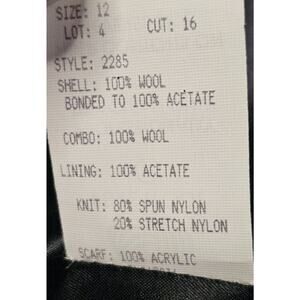 SIZE: 12
LOT: 4 CUT: 16
STYLE: 2285
SHELL: 100% WOOL
BONDED TO 100% ACETATE
COMBO: 100% WOOL
LINING: 100% ACETATE
KNIT: 80% SPUN NYLON
20% STRETCH NYLON
SCARF: 100% ACRYLIC